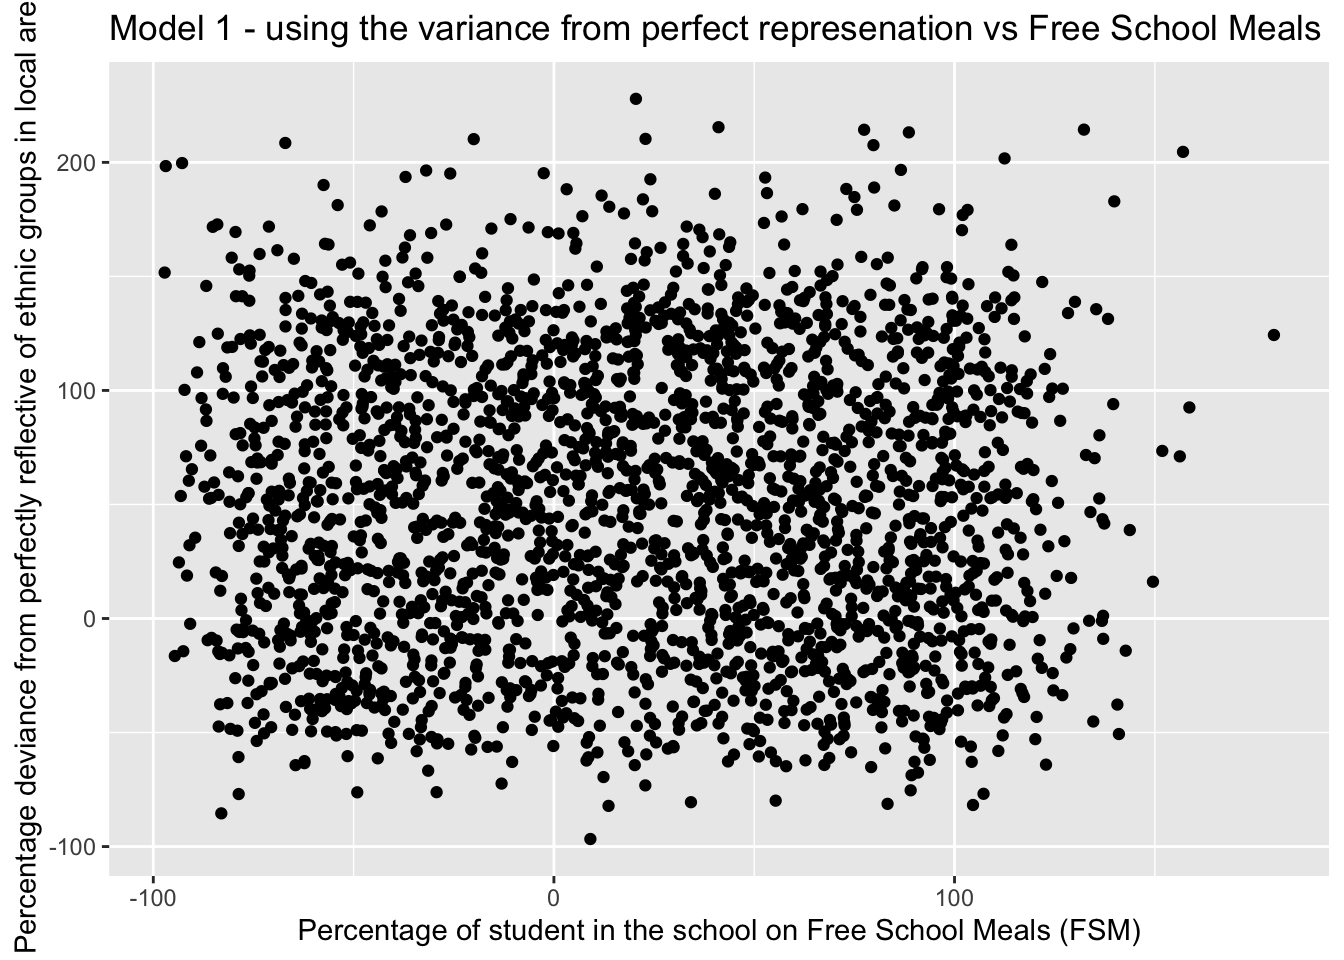 Model 1 - using the variance from perfect represenation vs Free School Meals
Percentage deviance from perfectly reflective of ethnic groups in local are
200
100
0
-100
-100
0
100
Percentage of student in the school on Free School Meals (FSM)